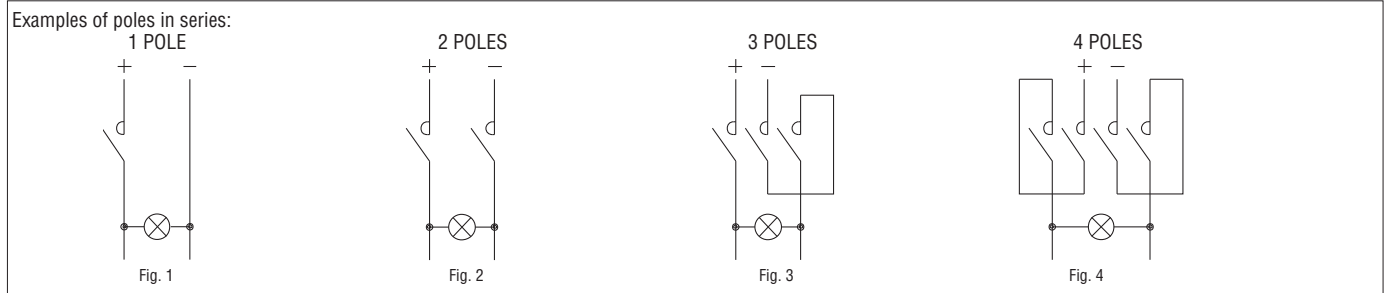 Examples of poles in series:
1 POLE 2 POLES 3 POLES 4 POLES
+ − + − + − + −
Fig. 1 Fig. 2 Fig. 3 Fig. 4